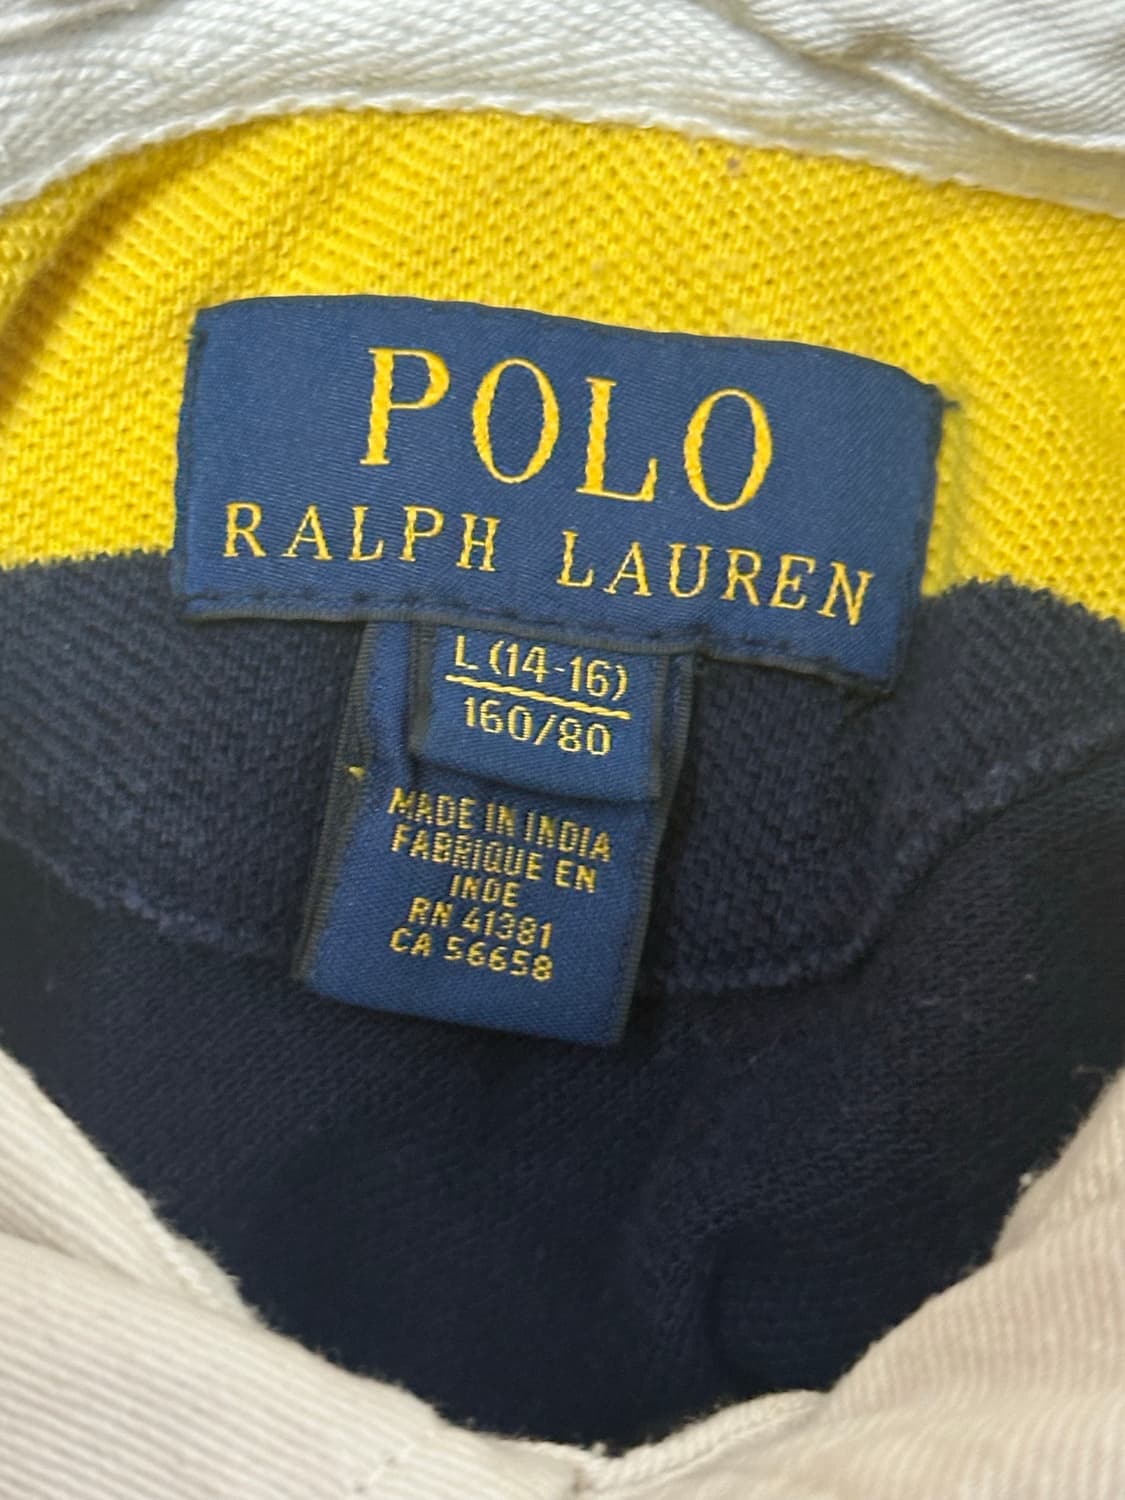 POLO
RALPH LAUREN
L (14-16)
160/80
MADE IN INDIA
FABRIQUE EN
INDE
RN 41381
CA 56658